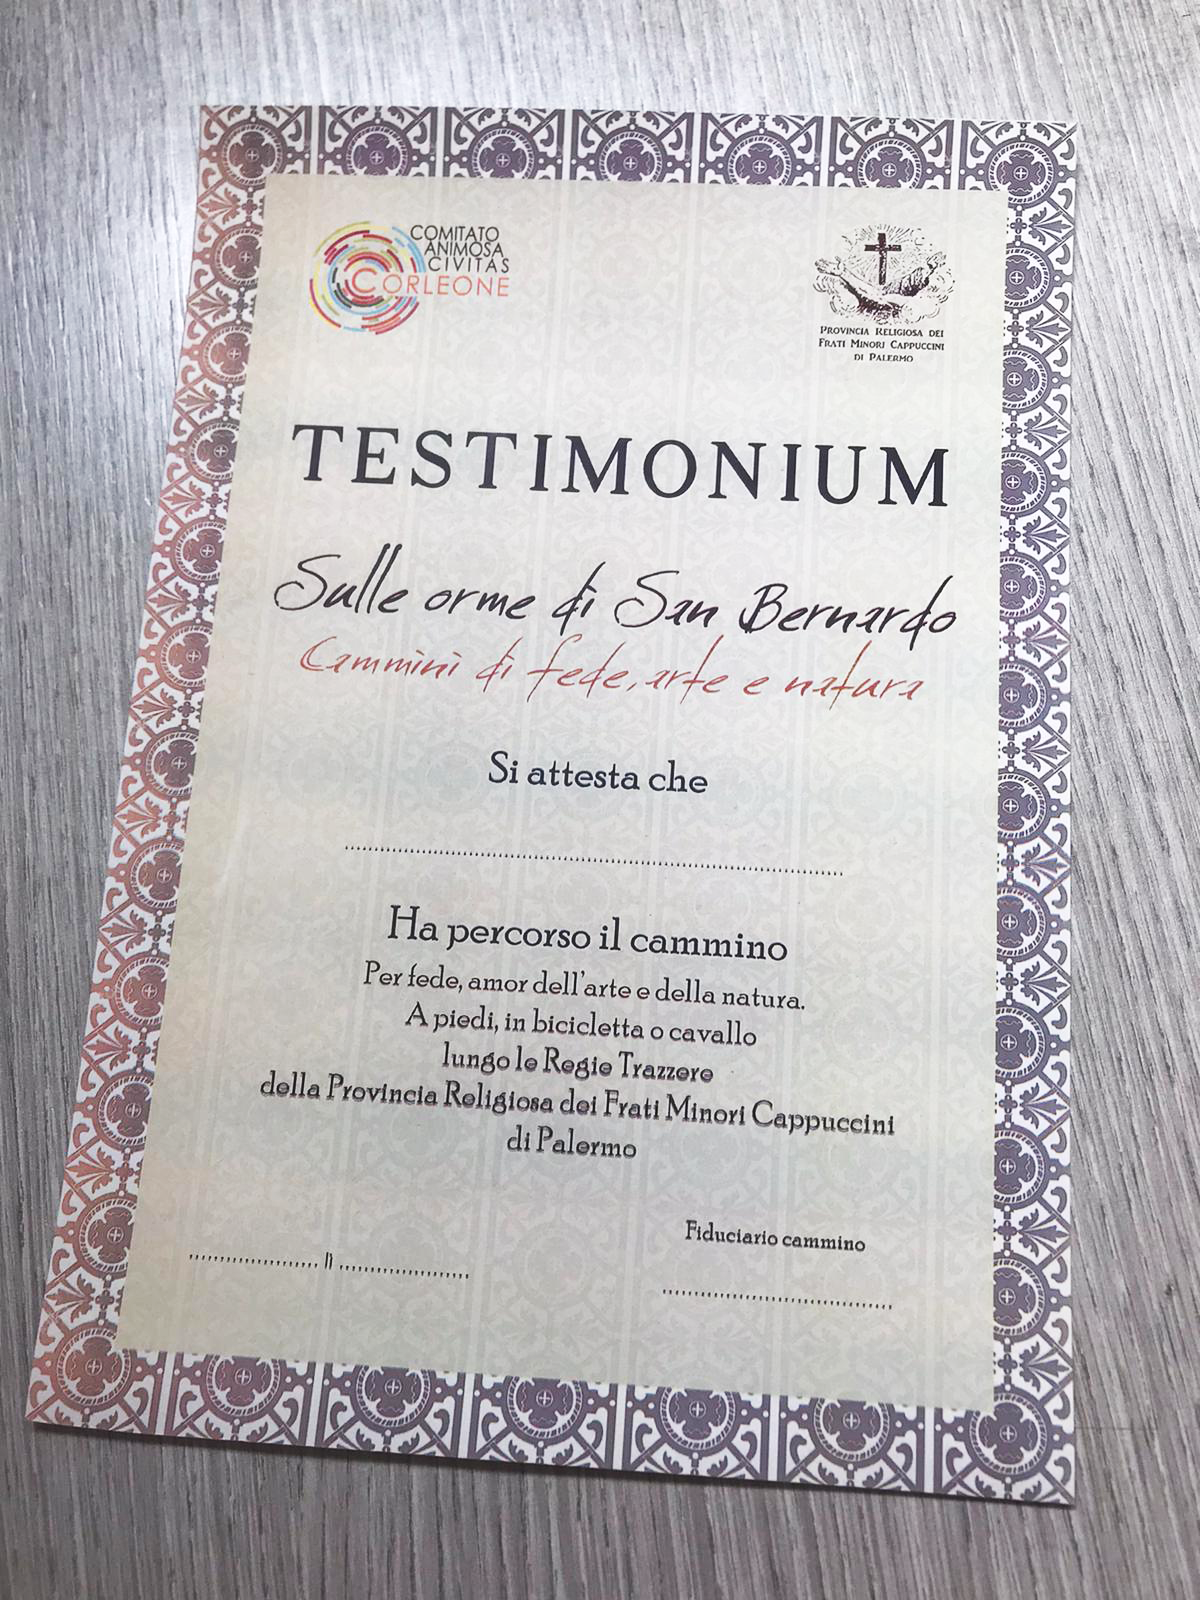 COMITATO
ANIMOSA
CIVITAS
CORLEONE
PROVINCIA RELIGIOSA DEI
FRATI MINORI CAPPUCCINI
DI PALERMO
TESTIMONIUM
Sulle orme di San Bernardo
Cammini di fede, arte e natura
Si attesta che
Ha percorso il cammino
Per fede, amor dell'arte e della natura.
A piedi, in bicicletta o cavallo
lungo le Regie Trazzere
della Provincia Religiosa dei Frati Minori Cappuccini
di Palermo
Fiduciario cammino
lì